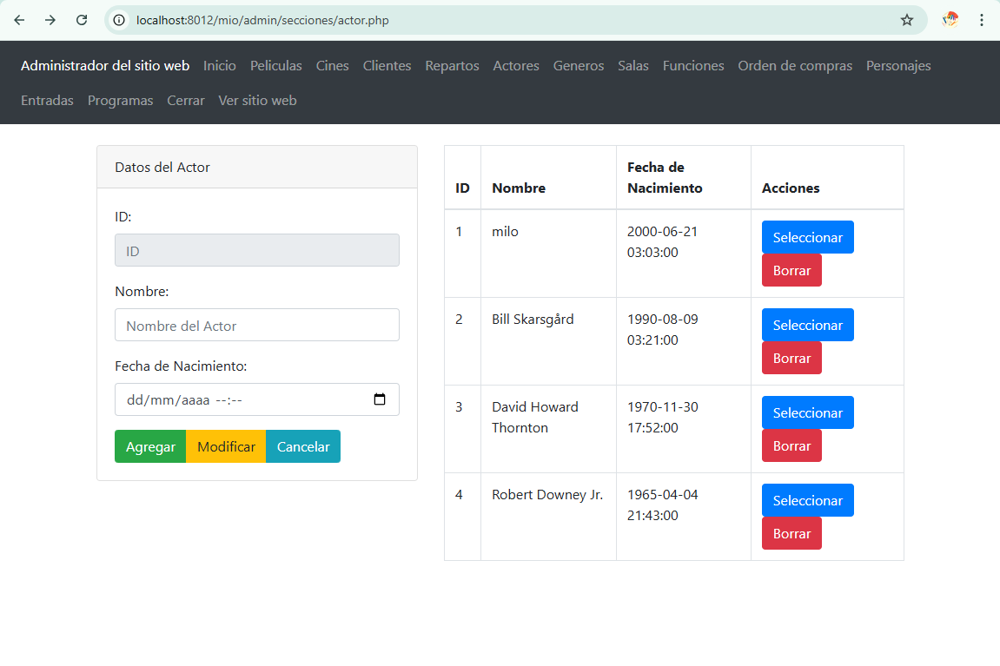 localhost:8012/mio/admin/secciones/actor.php
Administrador del sitio web Inicio Peliculas Cines Clientes Repartos Actores Generos Salas Funciones Orden de compras Personajes
Entradas Programas Cerrar Ver sitio web
Datos del Actor
ID:
ID
Nombre:
Nombre del Actor
Fecha de Nacimiento:
dd/mm/aaaa --:--
Agregar Modificar Cancelar
ID Nombre Fecha de Nacimiento Acciones
1 milo 2000-06-21 03:03:00 Seleccionar
Borrar
2 Bill Skarsgård 1990-08-09 03:21:00 Seleccionar
Borrar
3 David Howard Thornton 1970-11-30 17:52:00 Seleccionar
Borrar
4 Robert Downey Jr. 1965-04-04 21:43:00 Seleccionar
Borrar